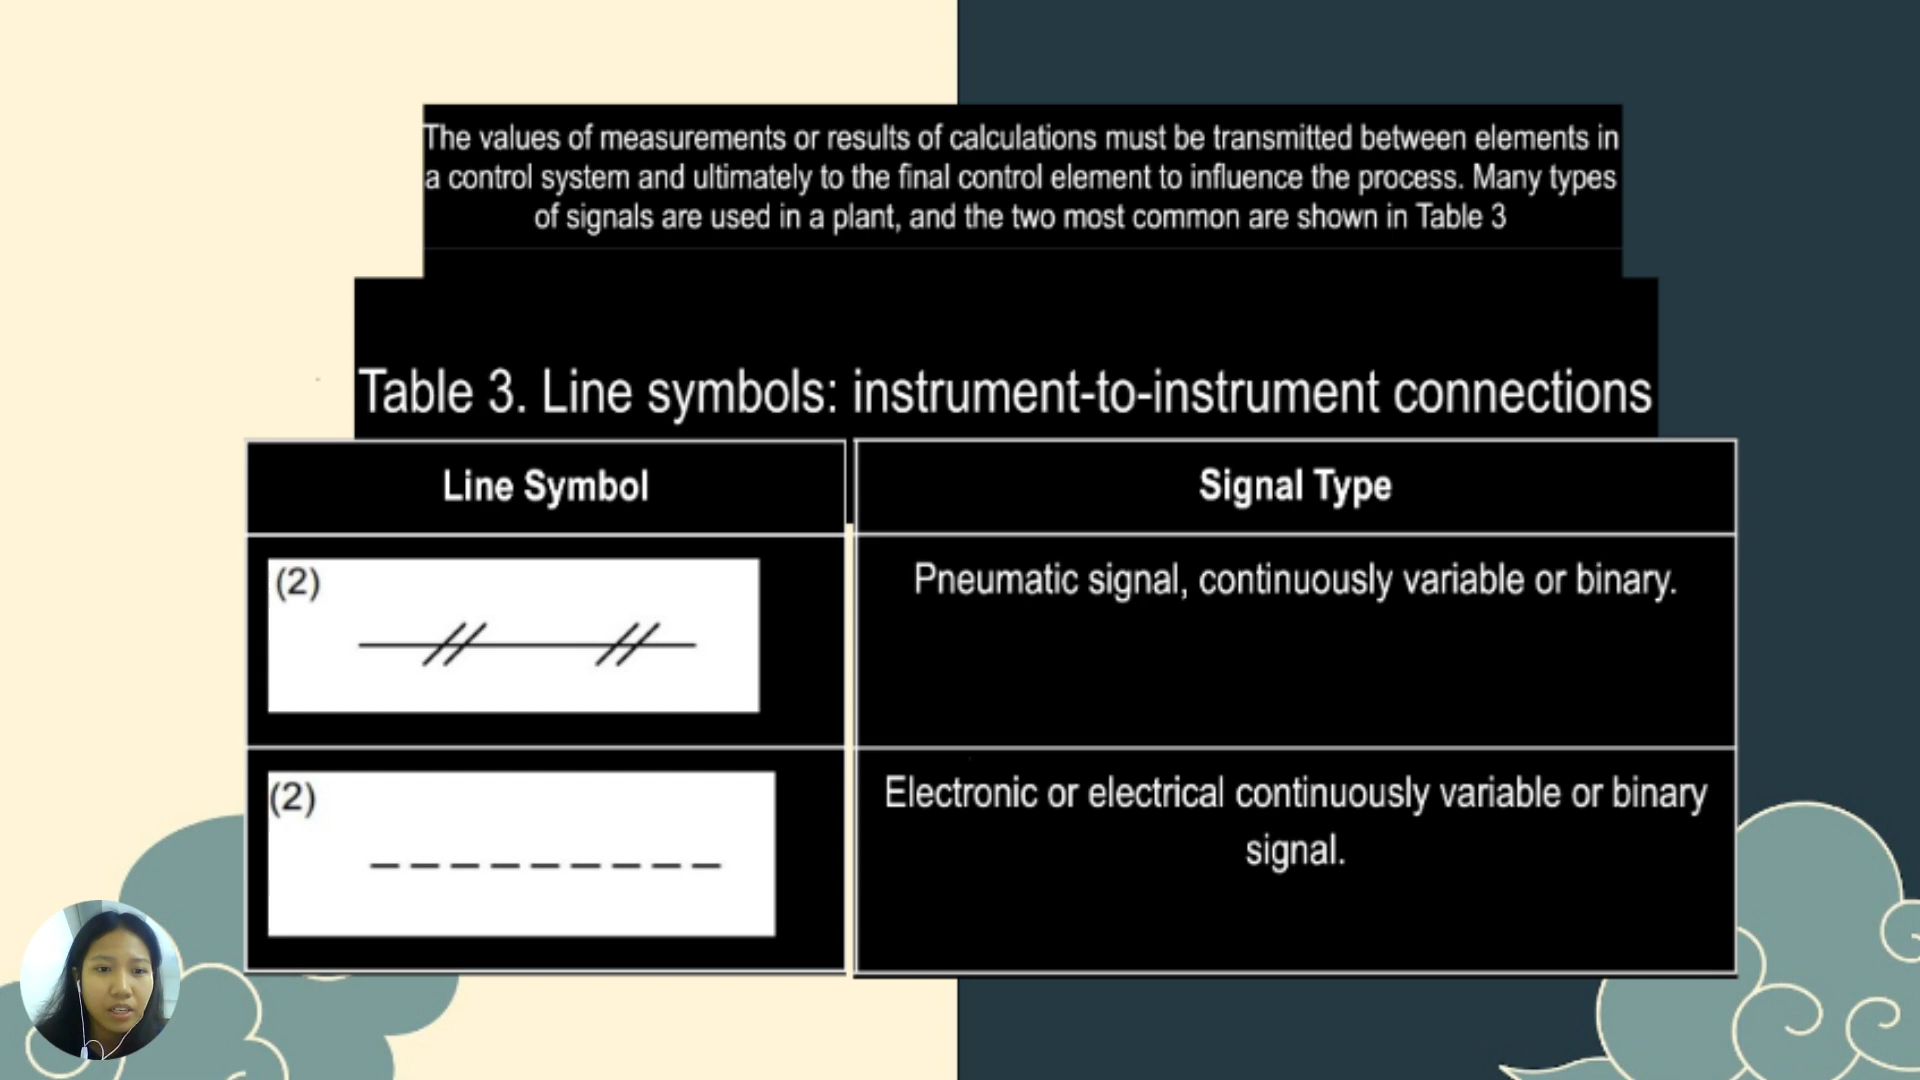 The values of measurements or results of calculations must be transmitted between elements in
a control system and ultimately to the final control element to influence the process. Many types
of signals are used in a plant, and the two most common are shown in Table 3
Table 3. Line symbols: instrument-to-instrument connections
Line Symbol
Signal Type
(2)
Pneumatic signal, continuously variable or binary.
(2)
Electronic or electrical continuously variable or binary
signal.